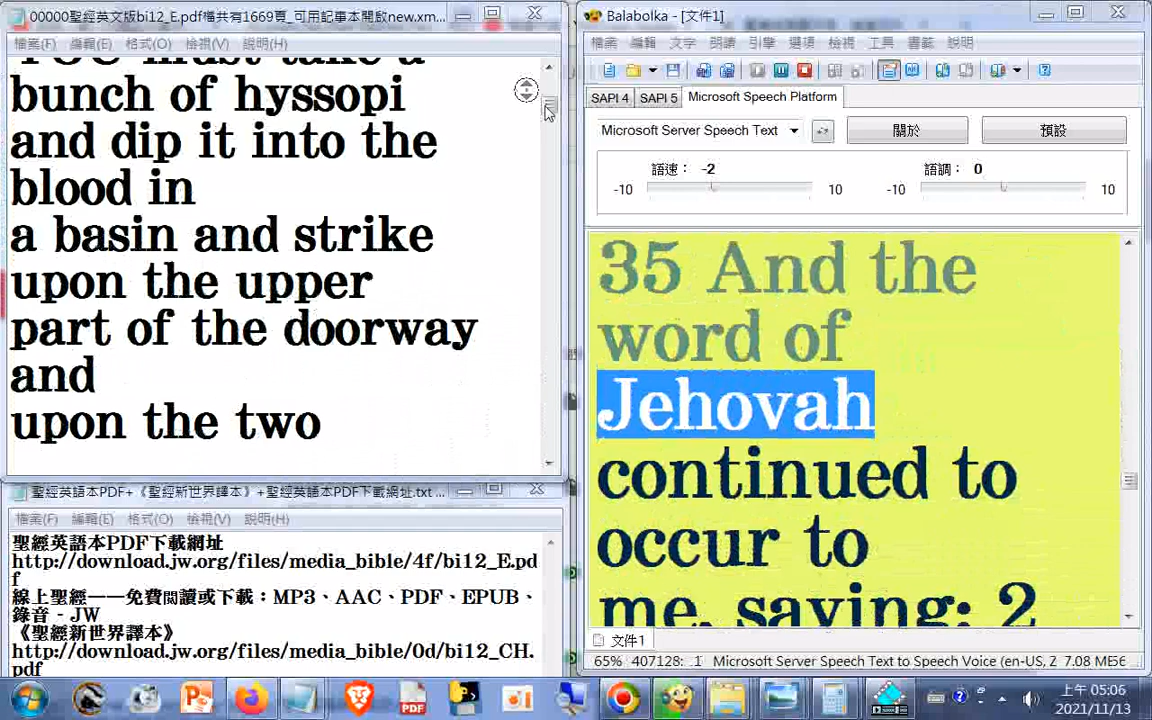 00000聖經英文版bi12_E.pdf檔共有1669頁_可用記事本開啟new.xm...
檔案(F) 編輯(E) 格式(O) 檢視(V) 說明(H)
YOU must take a
bunch of hyssopi
and dip it into the
blood in
a basin and strike
upon the upper
part of the doorway
and
upon the two
聖經英語本PDF+《聖經新世界譯本》+聖經英語本PDF下載網址.txt ...
檔案(F) 編輯(E) 格式(O) 檢視(V) 說明(H)
聖經英語本PDF下載網址
http://download.jw.org/files/media_bible/4f/bi12_E.pd
f
線上聖經——免費閱讀或下載：MP3、AAC、PDF、EPUB、
錄音 - JW
《聖經新世界譯本》
http://download.jw.org/files/media_bible/0d/bi12_CH.
pdf
Balabolka - [文件1]
檔案 編輯 文字 朗讀 引擎 選項 檢視 工具 書籤 說明
SAPI 4 SAPI 5 Microsoft Speech Platform
Microsoft Server Speech Text 關於 預設
語速： -2 語調： 0
-10 10 -10 10
35 And the
word of
Jehovah
continued to
occur to
me, saying: 2
文件1
65% 407128: .1 Microsoft Server Speech Text to Speech Voice (en-US, 2 7.08 ME56
上午 05:06
2021/11/13